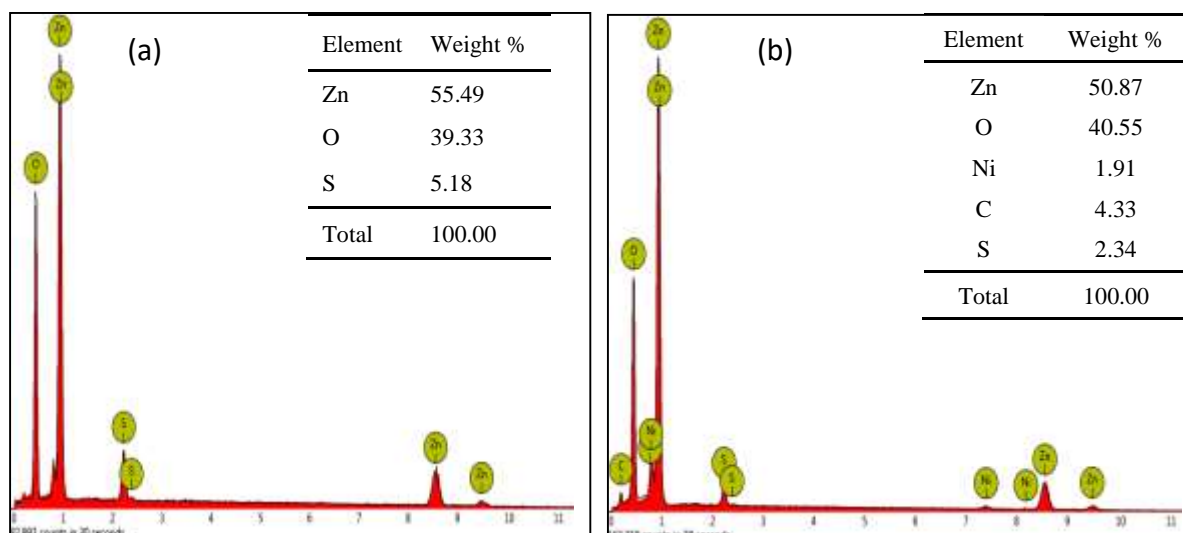 (a)
Element Weight %
Zn 55.49
O 39.33
S 5.18
Total 100.00
Zn
Zn
O
S
S
Zn
Zn
0 1 2 3 4 5 6 7 8 9 10 11
(b)
Element Weight %
Zn 50.87
O 40.55
Ni 1.91
C 4.33
S 2.34
Total 100.00
Zn
Zn
O
Ni
C
S
S
Ni
Ni
Zn
Zn
0 1 2 3 4 5 6 7 8 9 10 11